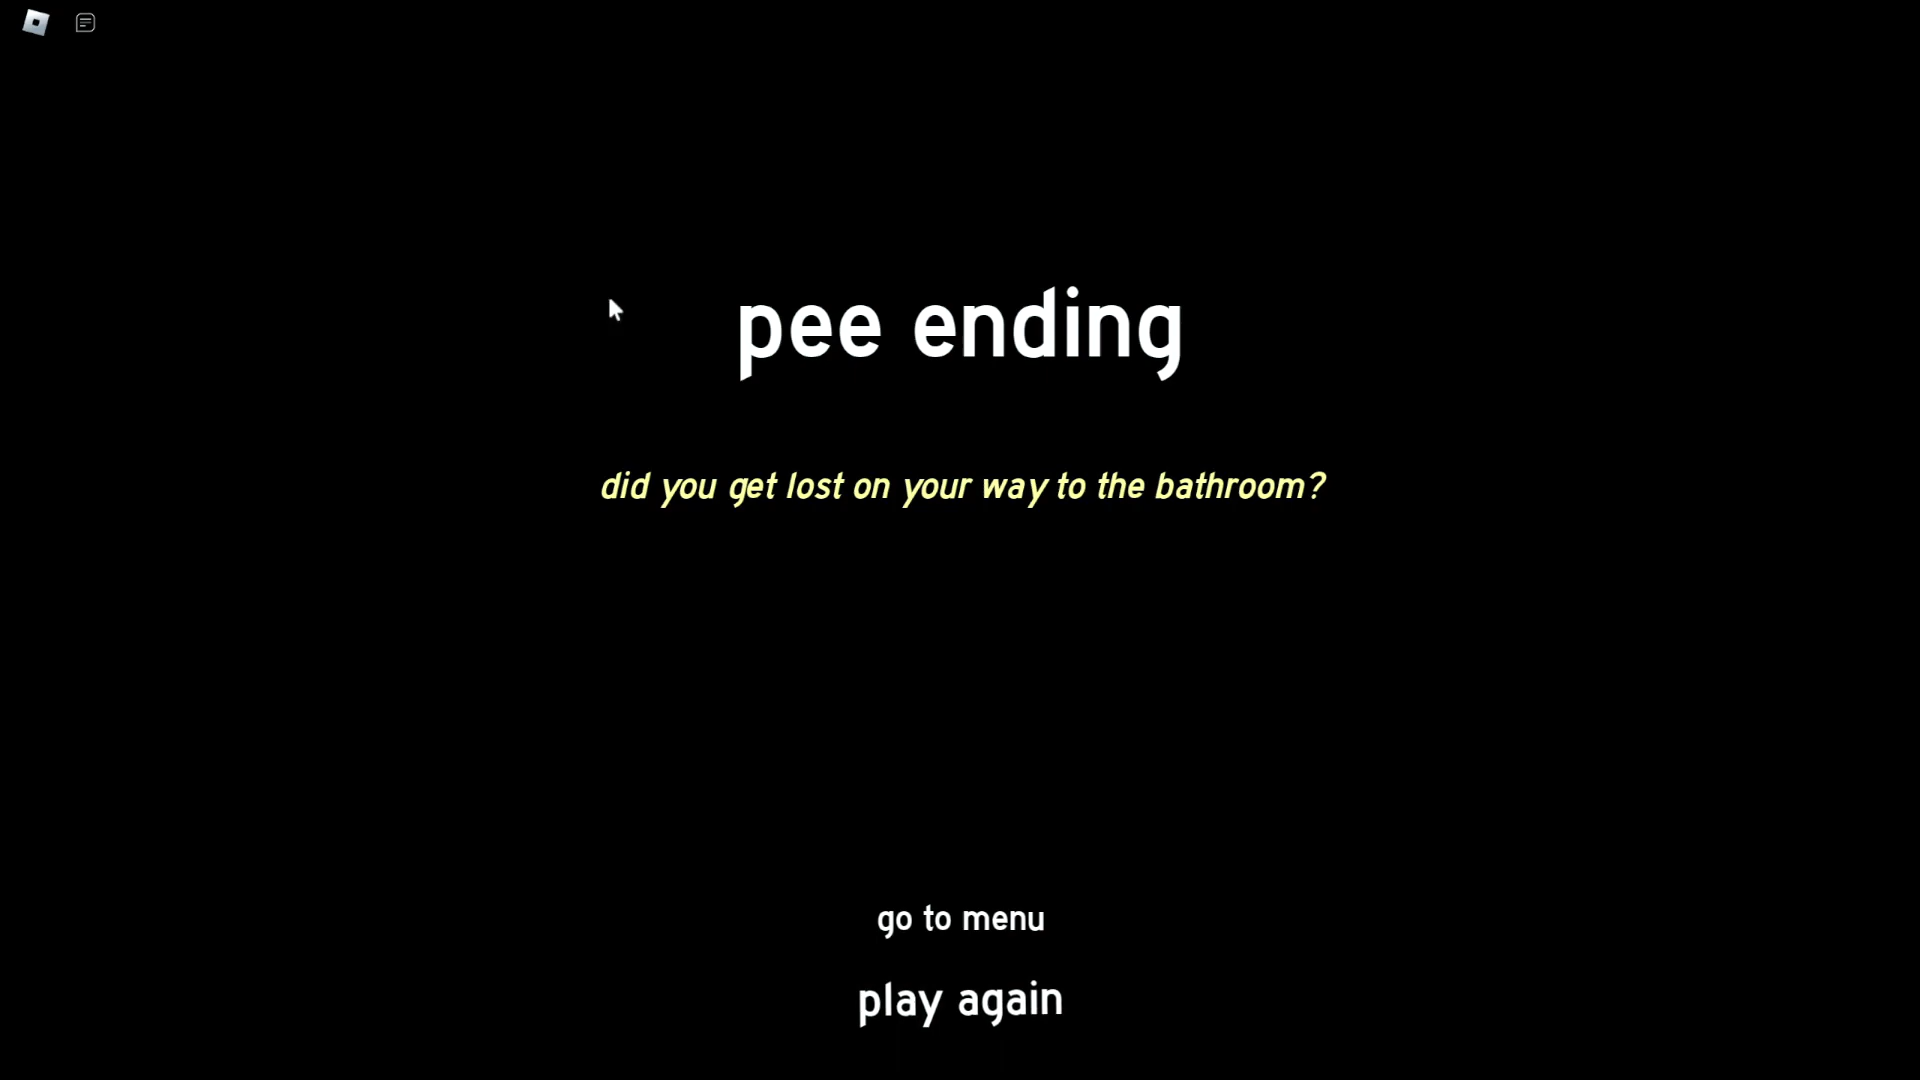 pee ending
did you get lost on your way to the bathroom?
go to menu
play again